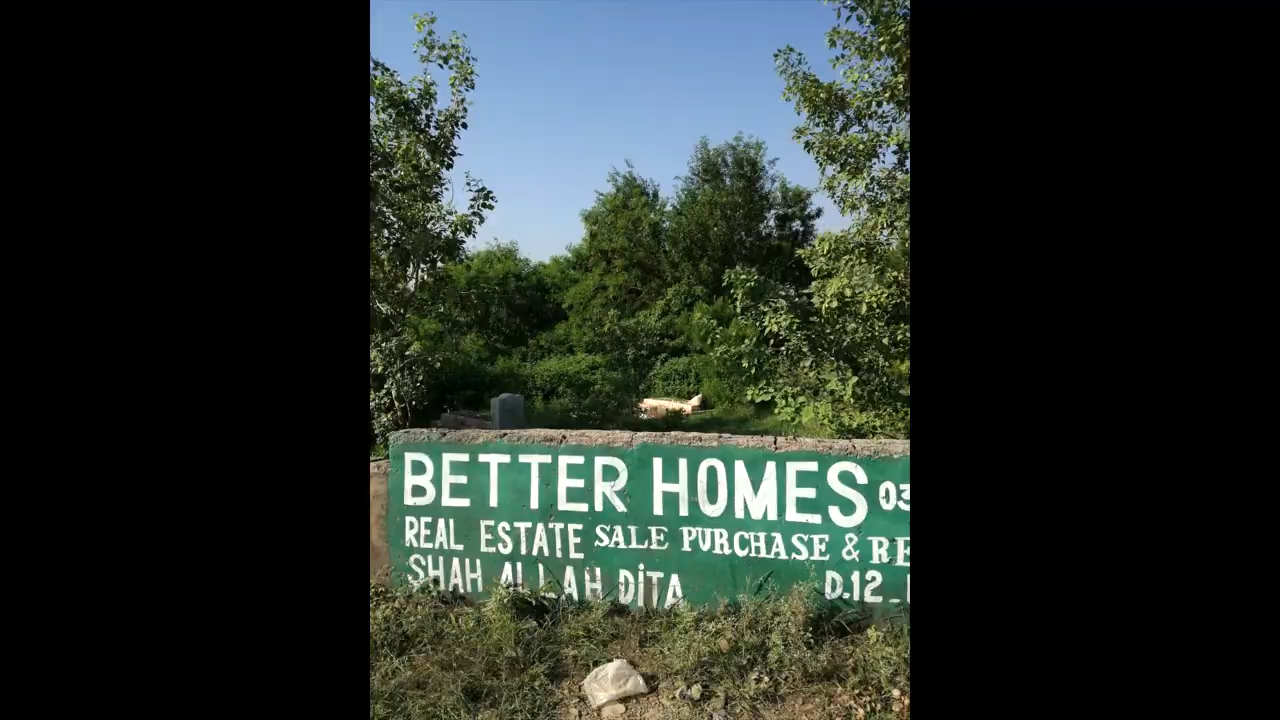 BETTER HOMES 03
REAL ESTATE SALE PURCHASE & RE
SHAH ALLAH DiTA D.12 -